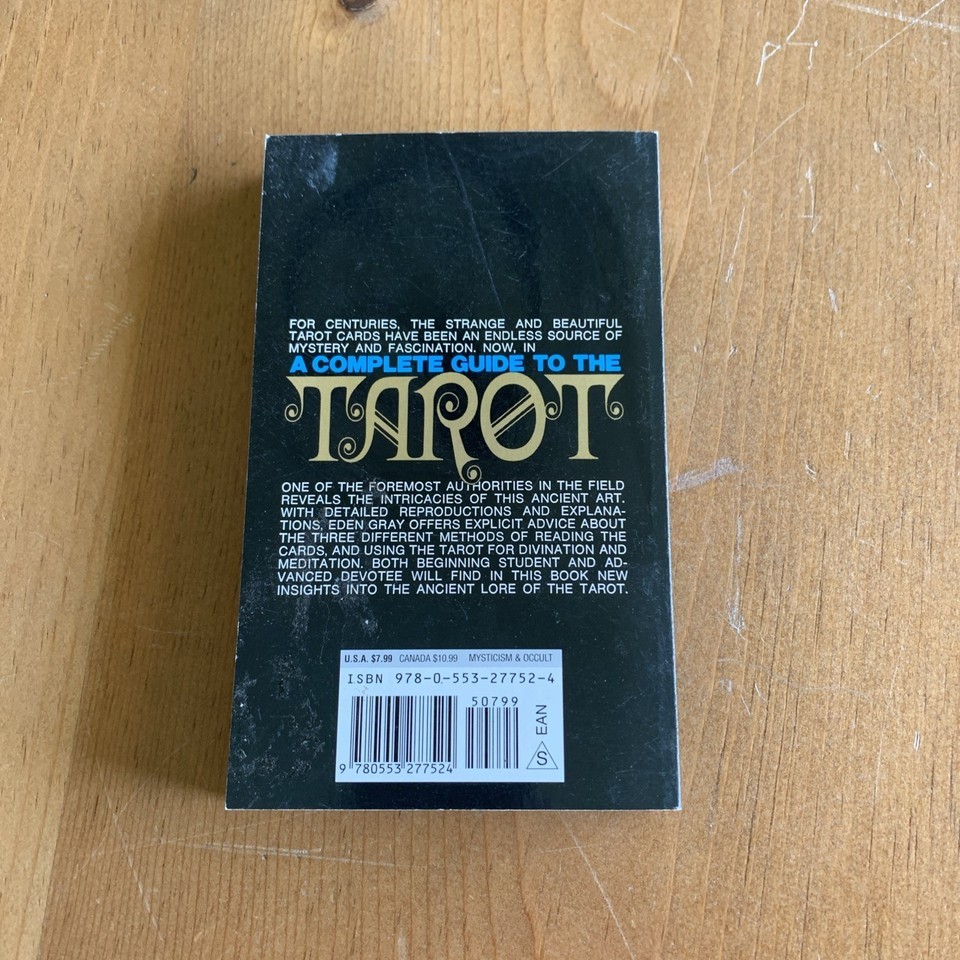 FOR CENTURIES, THE STRANGE AND BEAUTIFUL
TAROT CARDS HAVE BEEN AN ENDLESS SOURCE OF
MYSTERY AND FASCINATION. NOW, IN
A COMPLETE GUIDE TO THE
TAROT
ONE OF THE FOREMOST AUTHORITIES IN THE FIELD
REVEALS THE INTRICACIES OF THIS ANCIENT ART.
WITH DETAILED REPRODUCTIONS AND EXPLANA-
TIONS, EDEN GRAY OFFERS EXPLICIT ADVICE ABOUT
THE THREE DIFFERENT METHODS OF READING THE
CARDS, AND USING THE TAROT FOR DIVINATION AND
MEDITATION. BOTH BEGINNING STUDENT AND AD-
VANCED DEVOTEE WILL FIND IN THIS BOOK NEW
INSIGHTS INTO THE ANCIENT LORE OF THE TAROT.
U.S.A. $7.99 CANADA $10.99 MYSTICISM & OCCULT
ISBN 978-0-553-27752-4
50799
9 780553 277524
S EAN